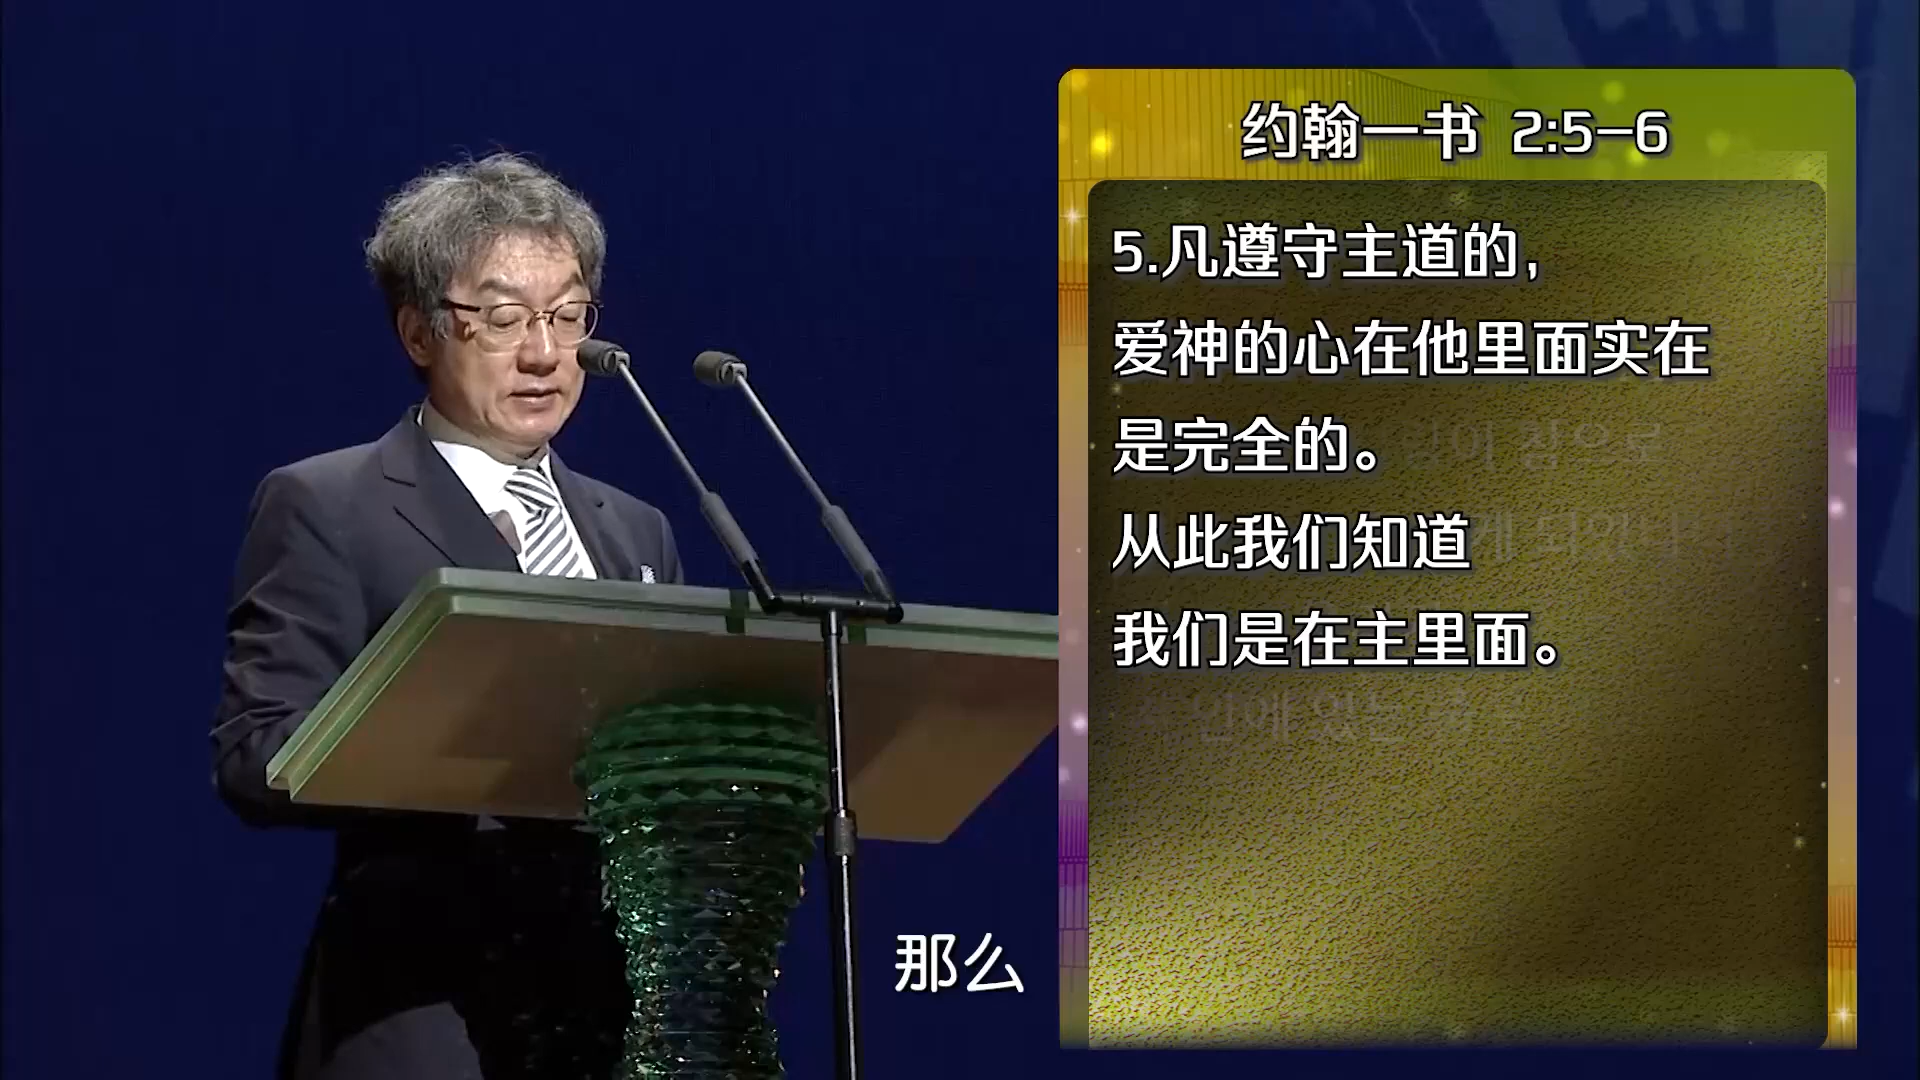 约翰一书 2:5-6
5.凡遵守主道的，
爱神的心在他里面实在
是完全的。
从此我们知道
我们是在主里面。
那么